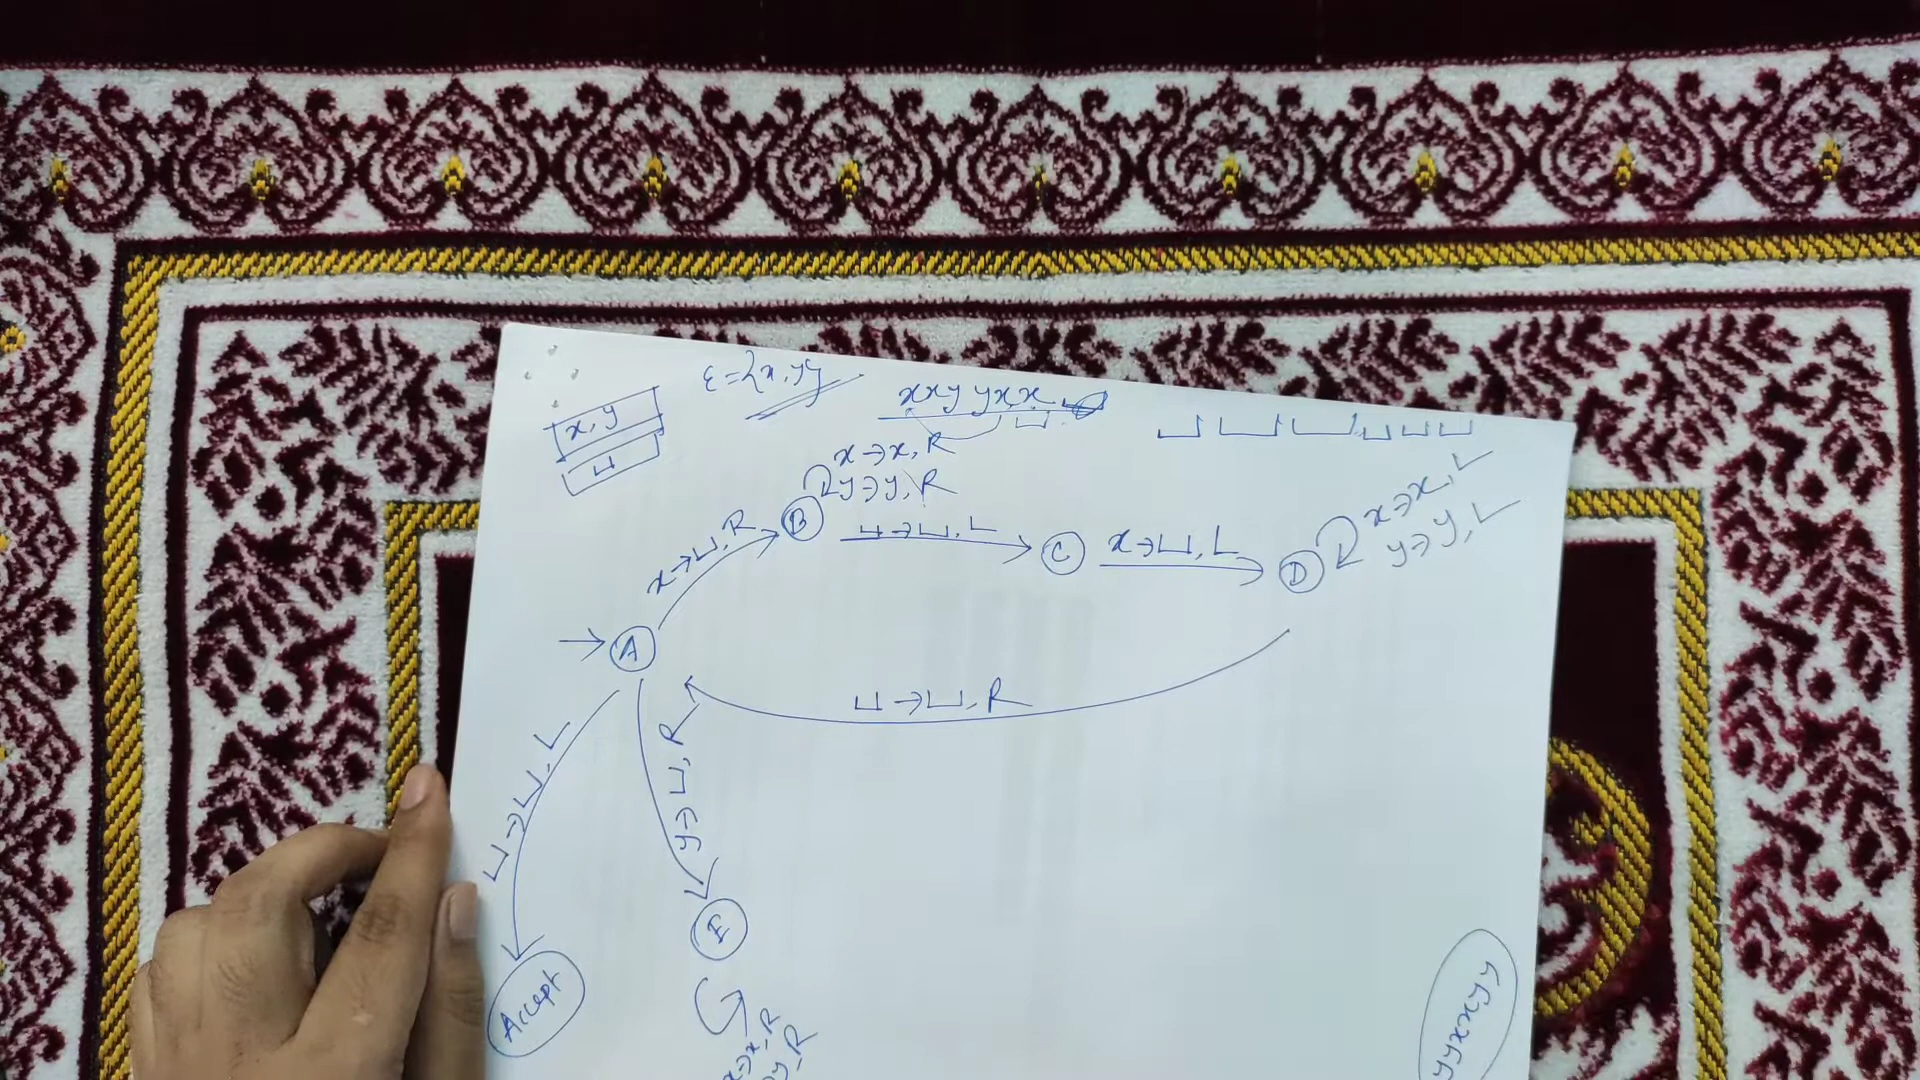 ε={x,y}
xxyyxx
x,y
⊔
⊔ ⊔ ⊔ ⊔ ⊔ ⊔
⊔
x→x,R
y→y,R
B
x→⊔,R
⊔→⊔,L
C
x→⊔,L
D
x→x,L
y→y,L
A
⊔→⊔,R
⊔→⊔,L
y→⊔,R
E
Accept
x→x,R
y,R
yyxxyy